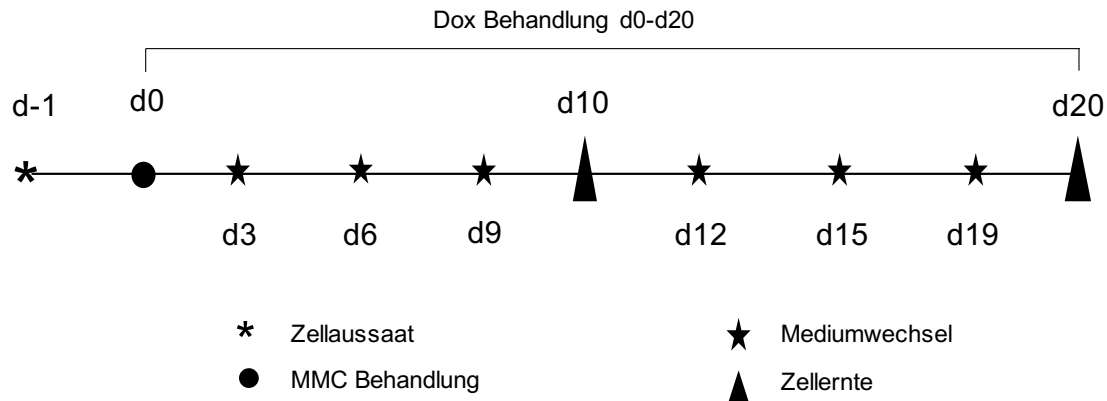 Dox Behandlung d0-d20
d-1 d0 d10 d20
d3 d6 d9 d12 d15 d19
* Zellaussaat
Mediumwechsel
MMC Behandlung
Zellernte